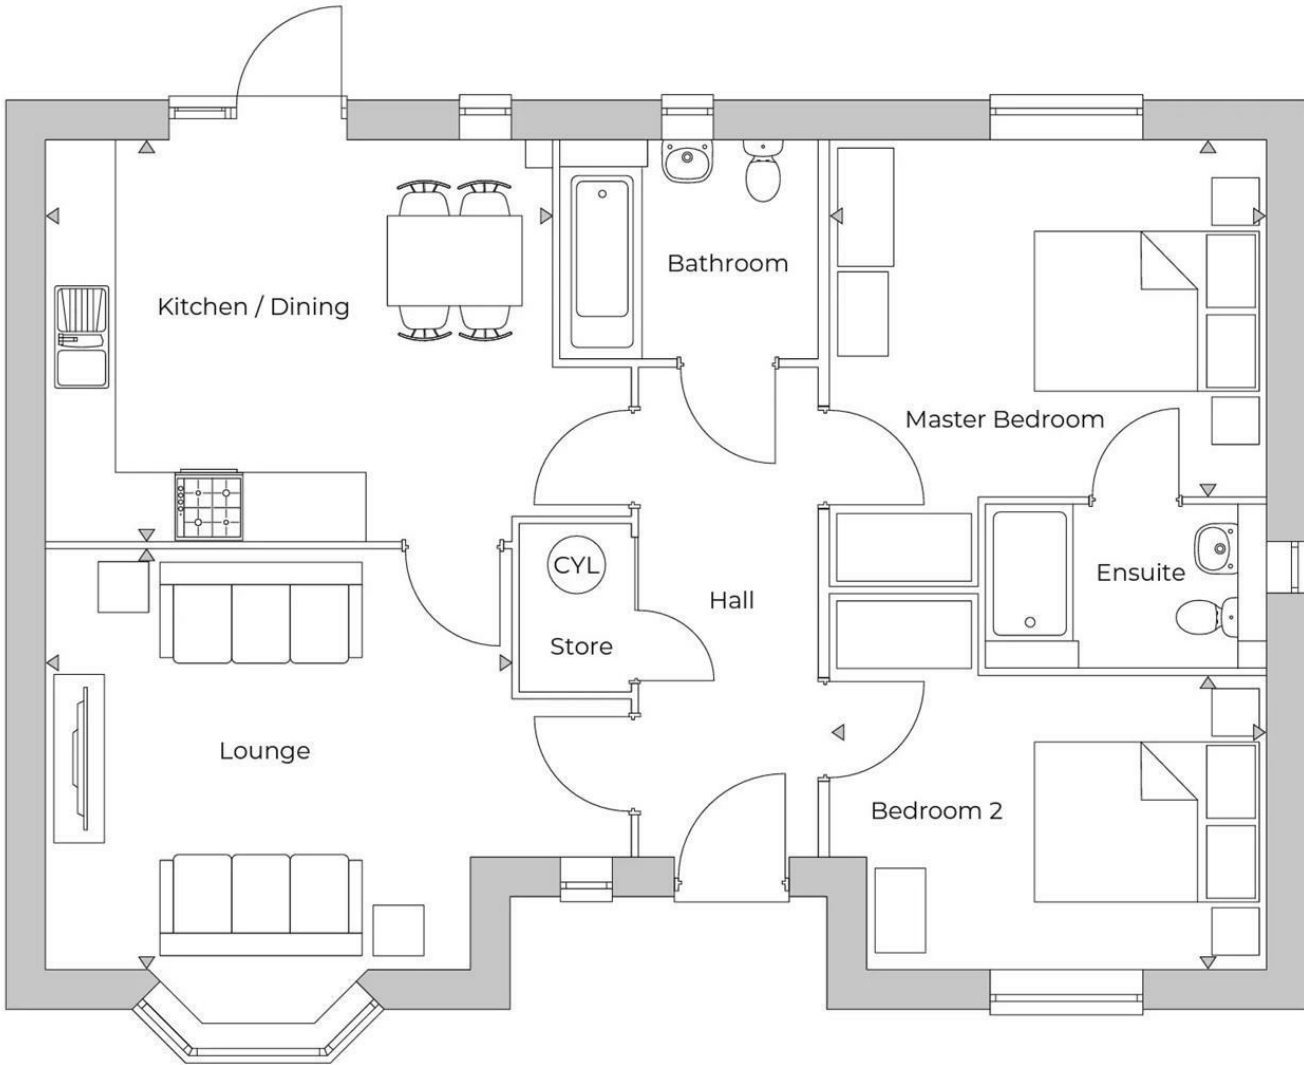 Bathroom
Kitchen / Dining
Master Bedroom
CYL
Ensuite
Hall
Store
Lounge
Bedroom 2